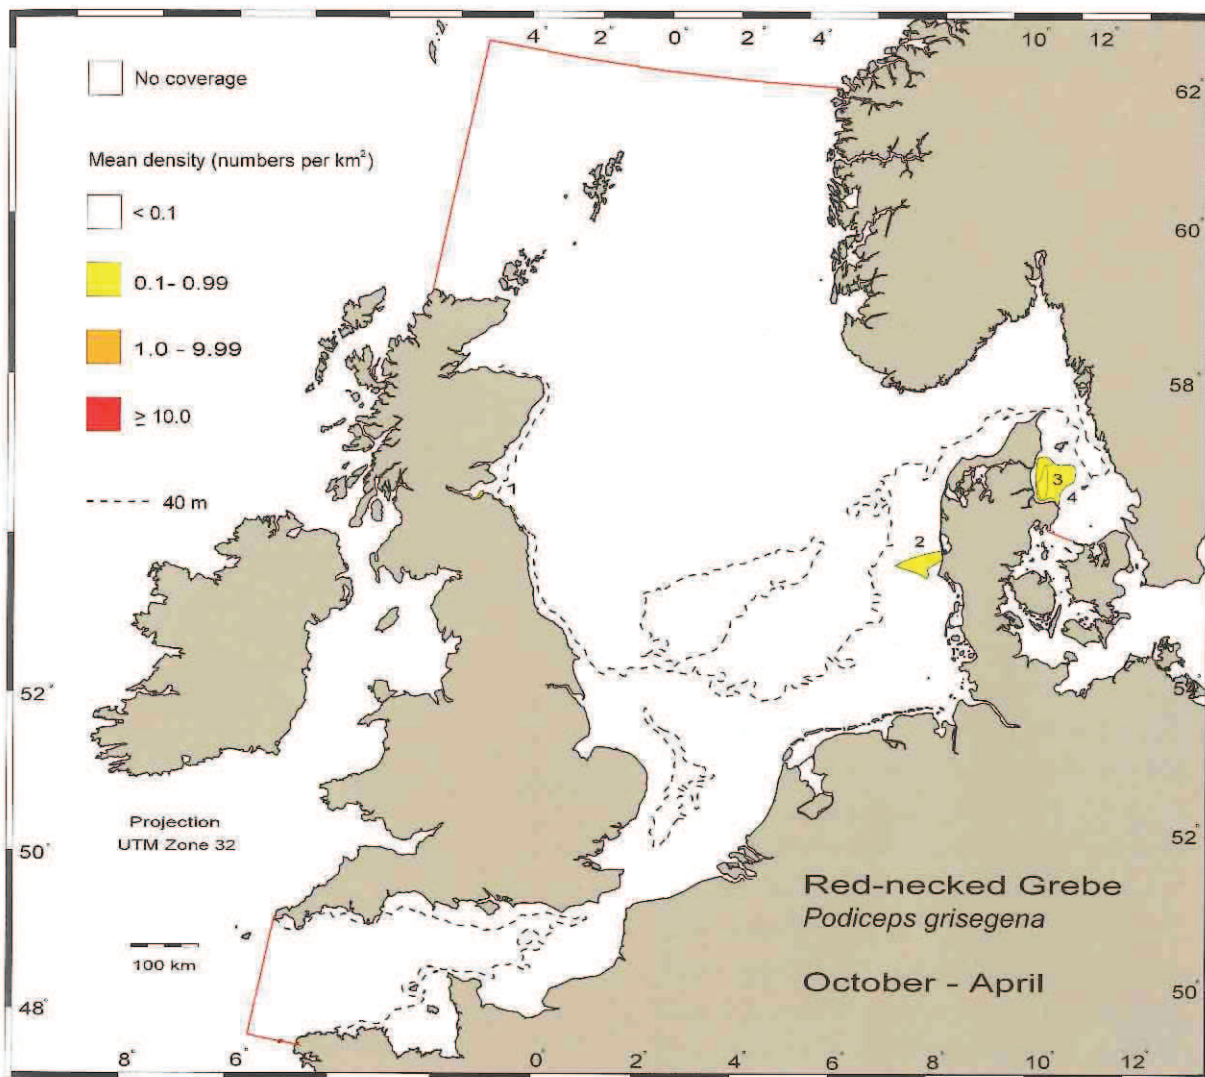 4° 2° 0° 2° 4° 10° 12°
No coverage
62°
Mean density (numbers per km²)
< 0.1
60°
0.1- 0.99
1.0 - 9.99
58°
≥ 10.0
3
1
4
40 m
2
52°
54°
Projection
UTM Zone 32
52°
50°
Red-necked Grebe
Podiceps grisegena
100 km
October - April
50°
48°
8° 6° 0° 2° 4° 6° 8° 10° 12°